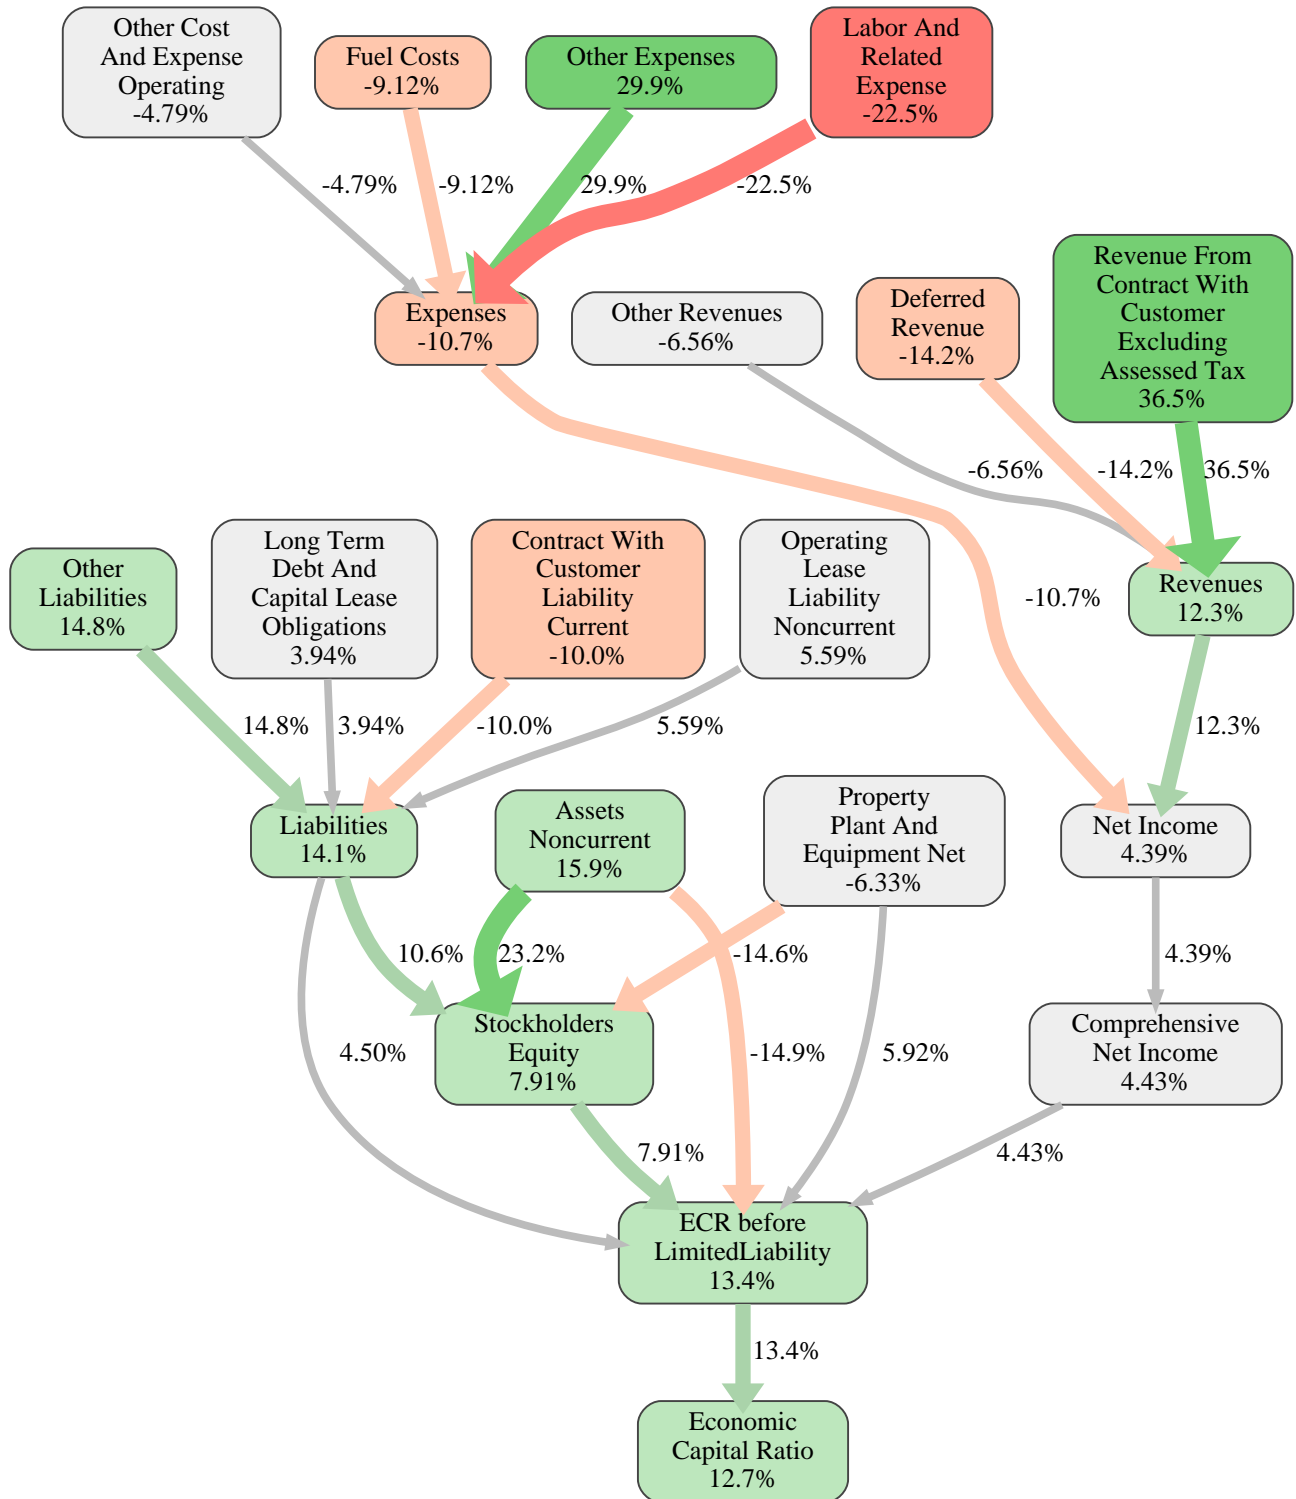 Other Cost
And Expense
Operating
-4.79%
Fuel Costs
-9.12%
Other Expenses
29.9%
Labor And
Related
Expense
-22.5%
-4.79%
-9.12%
29.9%
-22.5%
Expenses
-10.7%
Other Revenues
-6.56%
Deferred
Revenue
-14.2%
Revenue From
Contract With
Customer
Excluding
Assessed Tax
36.5%
-6.56%
-14.2%
36.5%
Other
Liabilities
14.8%
Long Term
Debt And
Capital Lease
Obligations
3.94%
Contract With
Customer
Liability
Current
-10.0%
Operating
Lease
Liability
Noncurrent
5.59%
-10.7%
Revenues
12.3%
14.8%
3.94%
-10.0%
5.59%
12.3%
Liabilities
14.1%
Assets
Noncurrent
15.9%
Property
Plant And
Equipment Net
-6.33%
Net Income
4.39%
10.6%
23.2%
-14.6%
4.39%
4.50%
Stockholders
Equity
7.91%
-14.9%
5.92%
Comprehensive
Net Income
4.43%
7.91%
4.43%
ECR before
LimitedLiability
13.4%
13.4%
Economic
Capital Ratio
12.7%